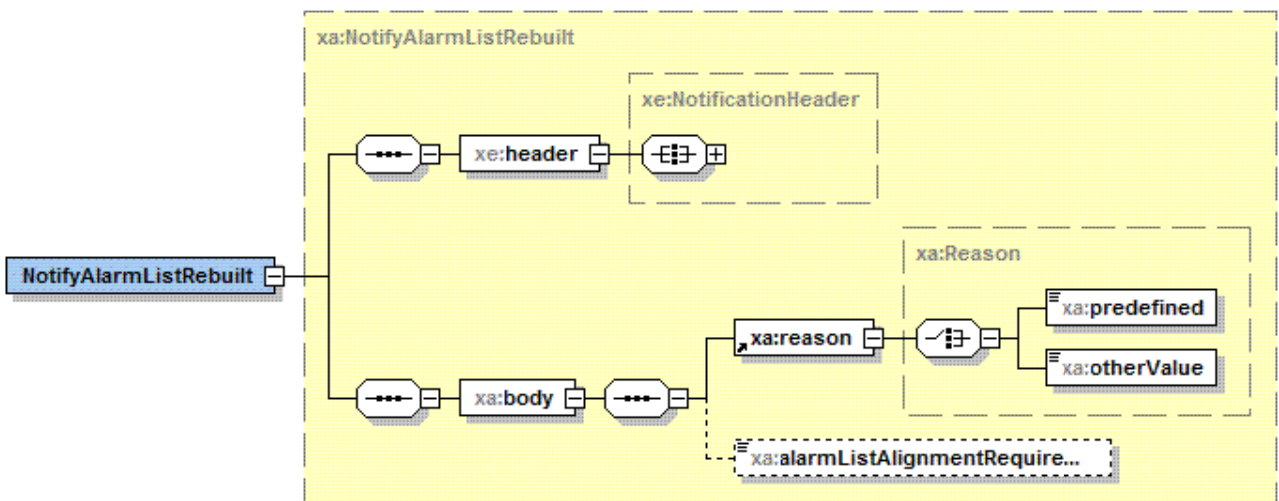 xa:NotifyAlarmListRebuilt
xe:NotificationHeader
xe:header
NotifyAlarmListRebuilt
xa:Reason
xa:predefined
xa:reason
xa:otherValue
xa:body
xa:alarmListAlignmentRequire...